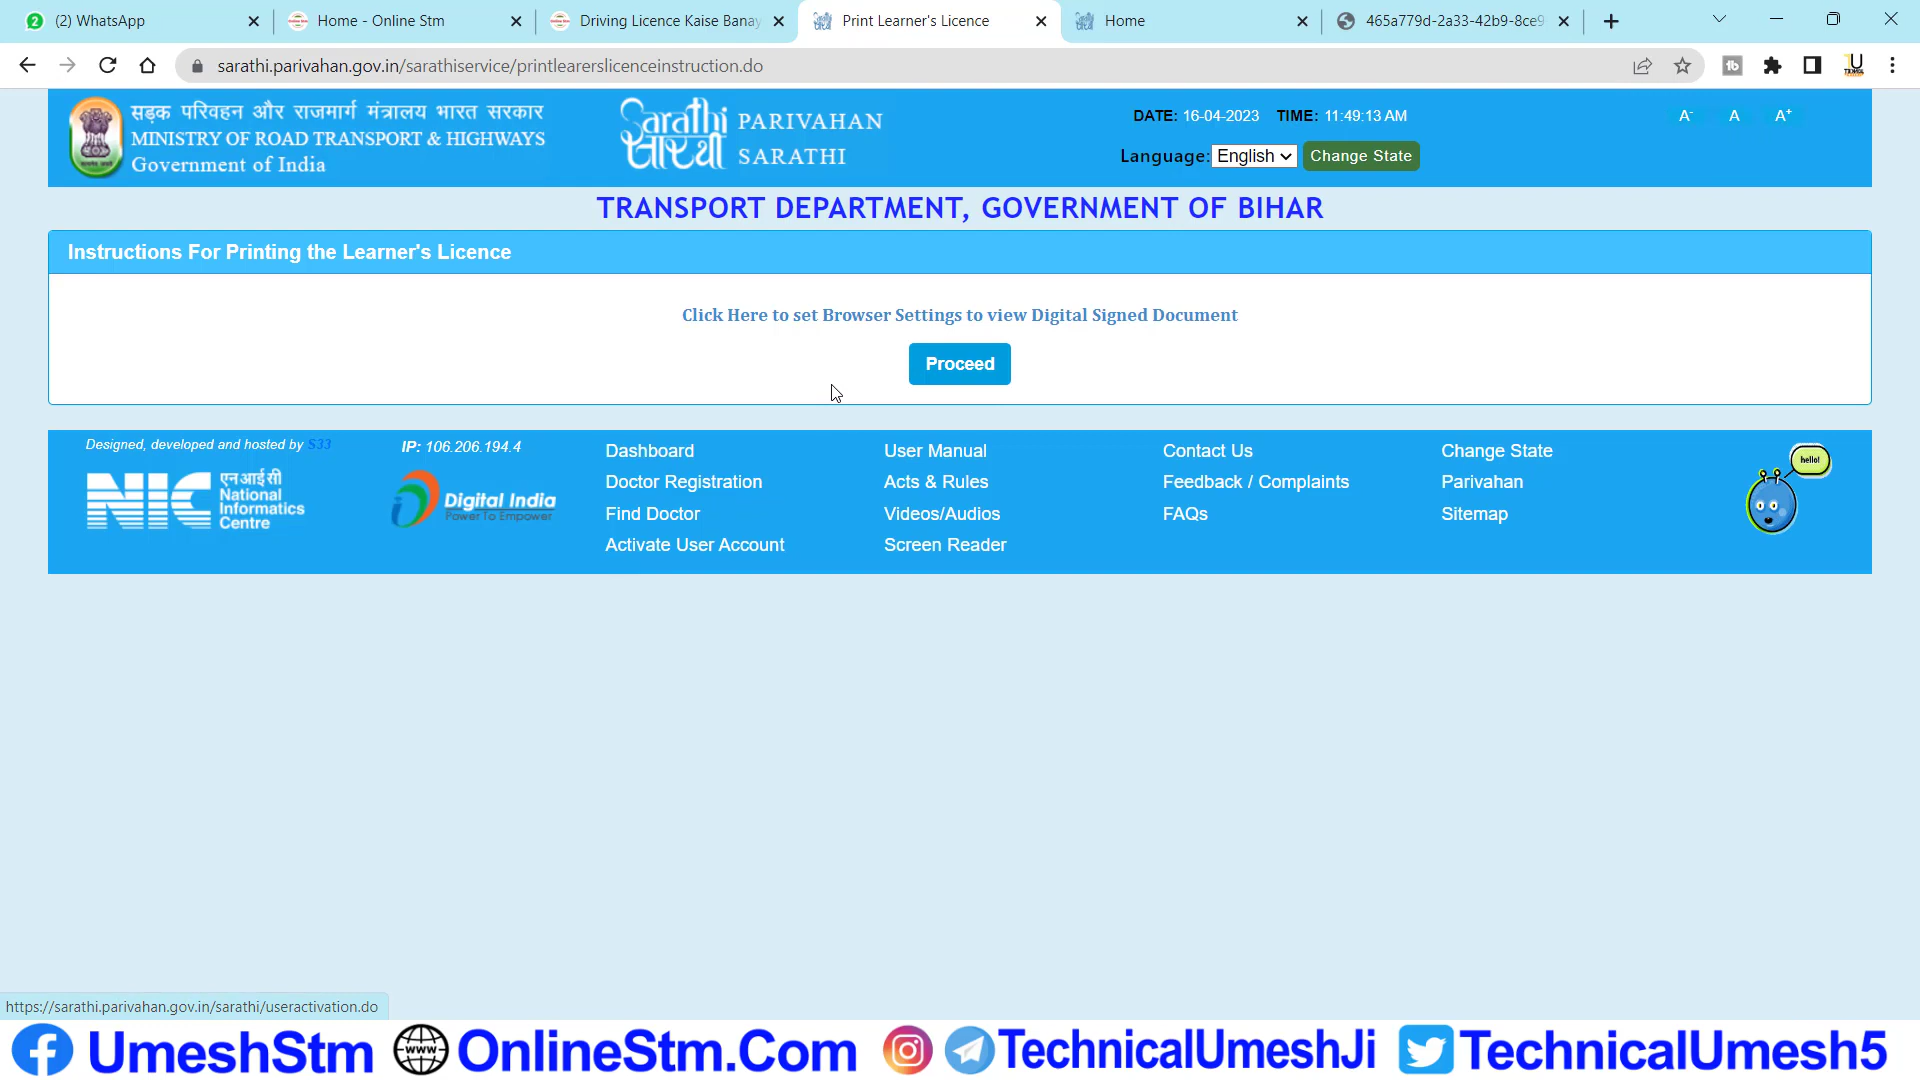 (2) WhatsApp
Home - Online Stm
Driving Licence Kaise Banay
Print Learner's Licence
Home
465a779d-2a33-42b9-8ce9
sarathi.parivahan.gov.in/sarathiservice/printlearerslicenceinstruction.do
सड़क परिवहन और राजमार्ग मंत्रालय भारत सरकार
MINISTRY OF ROAD TRANSPORT & HIGHWAYS
Government of India
Sarathi
सारथी
PARIVAHAN
SARATHI
DATE: 16-04-2023 TIME: 11:49:13 AM
A- A A+
Language: English Change State
TRANSPORT DEPARTMENT, GOVERNMENT OF BIHAR
Instructions For Printing the Learner's Licence
Click Here to set Browser Settings to view Digital Signed Document
Proceed
Designed, developed and hosted by S33
NIC एनआईसी
National
Informatics
Centre
IP: 106.206.194.4
Digital India
Power To Empower
Dashboard
Doctor Registration
Find Doctor
Activate User Account
User Manual
Acts & Rules
Videos/Audios
Screen Reader
Contact Us
Feedback / Complaints
FAQs
Change State
Parivahan
Sitemap
hello!
https://sarathi.parivahan.gov.in/sarathi/useractivation.do
UmeshStm
www OnlineStm.Com
TechnicalUmeshJi
TechnicalUmesh5